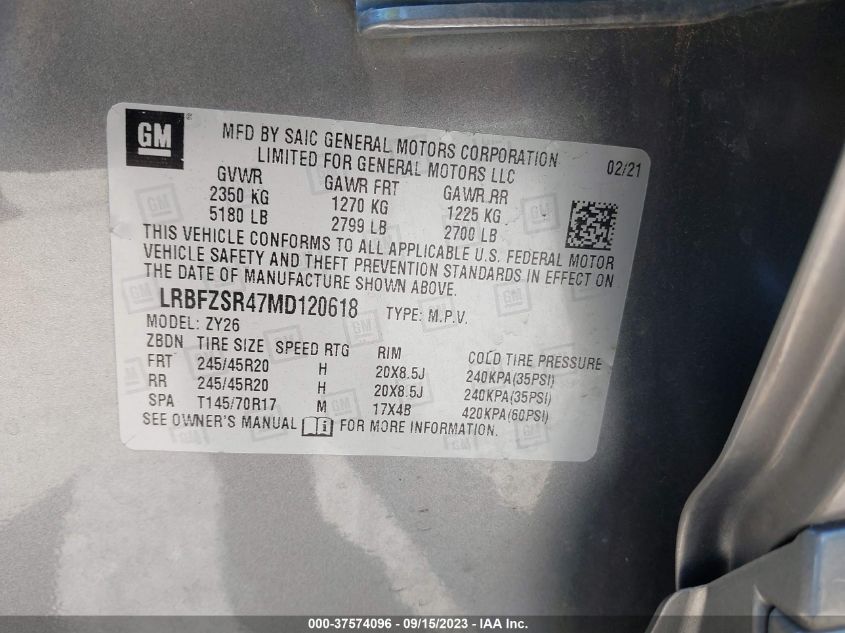 GM ®
MFD BY SAIC GENERAL MOTORS CORPORATION
LIMITED FOR GENERAL MOTORS LLC
02/21
GVWR GAWR FRT GAWR RR
2350 KG 1270 KG 1225 KG
5180 LB 2799 LB 2700 LB
THIS VEHICLE CONFORMS TO ALL APPLICABLE U.S. FEDERAL MOTOR
VEHICLE SAFETY AND THEFT PREVENTION STANDARDS IN EFFECT ON
THE DATE OF MANUFACTURE SHOWN ABOVE.
LRBFZSR47MD120618 TYPE: M.P.V.
MODEL: ZY26
ZBDN TIRE SIZE SPEED RTG RIM COLD TIRE PRESSURE
FRT 245/45R20 H 20X8.5J 240KPA(35PSI)
RR 245/45R20 H 20X8.5J 240KPA(35PSI)
SPA T145/70R17 M 17X4B 420KPA(60PSI)
SEE OWNER'S MANUAL i FOR MORE INFORMATION.
000-37574096 - 09/15/2023 - IAAI.com